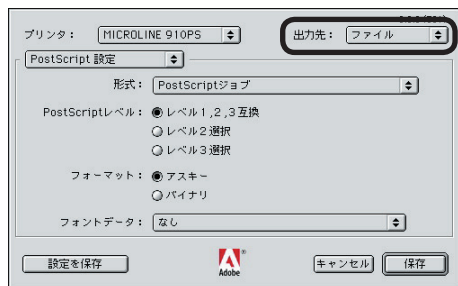 プリンタ： MICROLINE 910PS 出力先： ファイル
PostScript 設定
形式： PostScriptジョブ
PostScriptレベル： レベル 1,2,3 互換
レベル 2 選択
レベル 3 選択
フォーマット： アスキー
バイナリ
フォントデータ： なし
設定を保存 Adobe キャンセル 保存